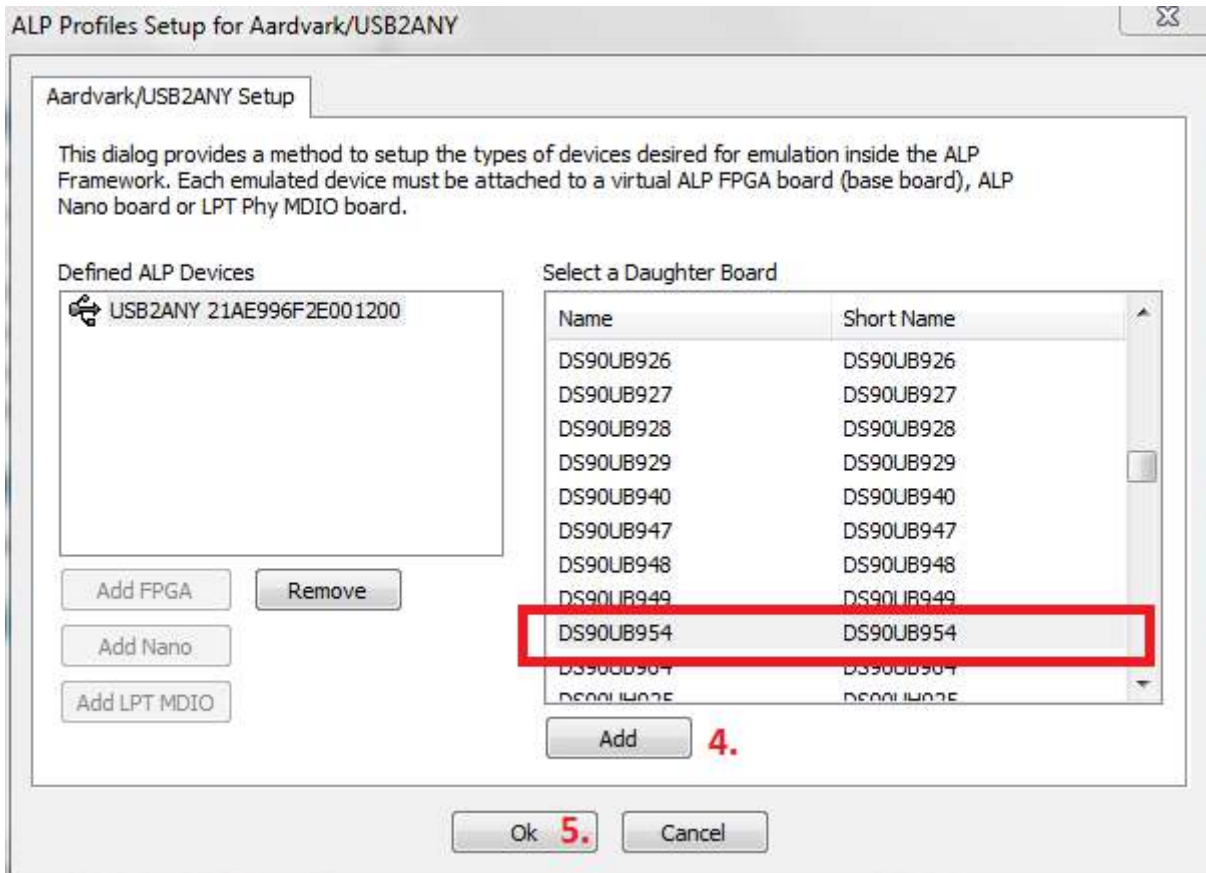 ALP Profiles Setup for Aardvark/USB2ANY
Aardvark/USB2ANY Setup
This dialog provides a method to setup the types of devices desired for emulation inside the ALP
Framework. Each emulated device must be attached to a virtual ALP FPGA board (base board), ALP
Nano board or LPT Phy MDIO board.
Defined ALP Devices
USB2ANY 21AE996F2E001200
Add FPGA
Remove
Add Nano
Add LPT MDIO
Select a Daughter Board
Name Short Name
DS90UB926 DS90UB926
DS90UB927 DS90UB927
DS90UB928 DS90UB928
DS90UB929 DS90UB929
DS90UB940 DS90UB940
DS90UB947 DS90UB947
DS90UB948 DS90UB948
DS90UB949 DS90UB949
DS90UB954 DS90UB954
Add 4.
Ok 5. Cancel